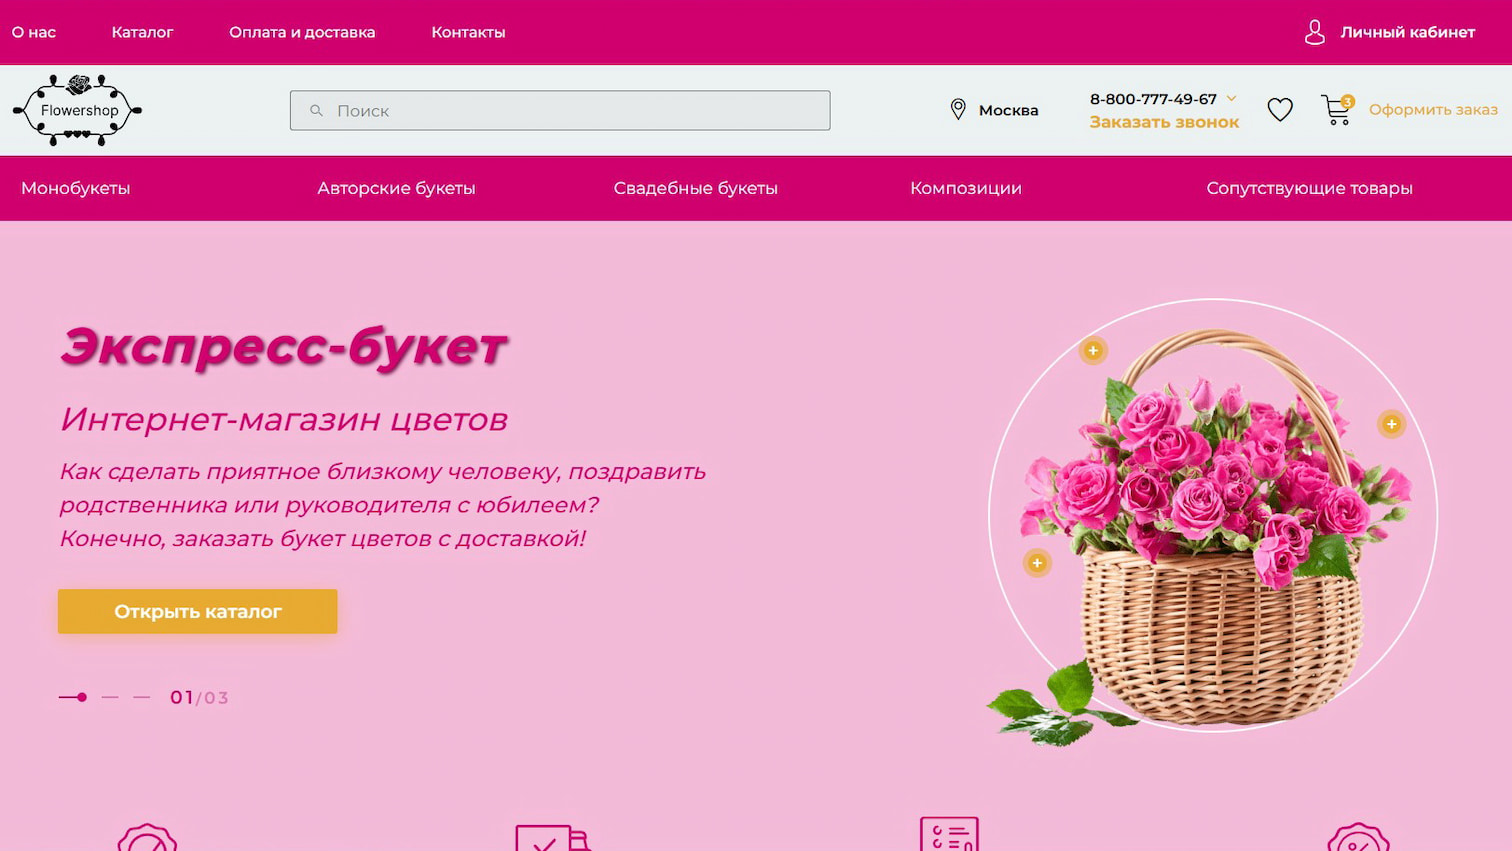 О нас
Каталог
Оплата и доставка
Контакты
Личный кабинет
Flowershop
Поиск
Москва
8-800-777-49-67
Заказать звонок
3
Оформить заказ
Монобукеты
Авторские букеты
Свадебные букеты
Композиции
Сопутствующие товары
Экспресс-букет
Интернет-магазин цветов
Как сделать приятное близкому человеку, поздравить
родственника или руководителя с юбилеем?
Конечно, заказать букет цветов с доставкой!
Открыть каталог
01/03